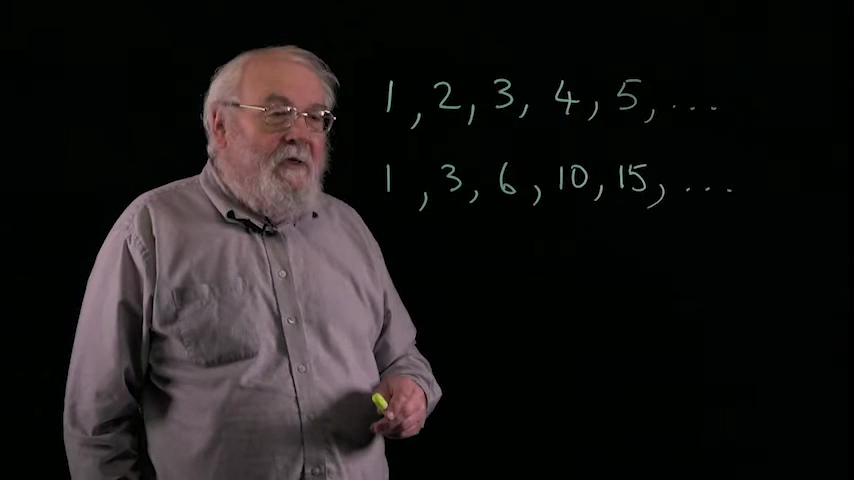 1, 2, 3, 4, 5, ...
1, 3, 6, 10, 15, ...